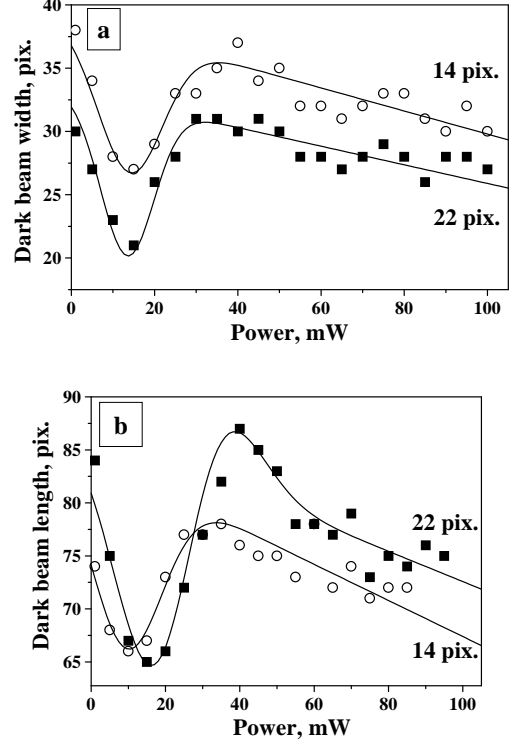 a
40
35
30
25
20
Dark beam width, pix.
14 pix.
22 pix.
0 20 40 60 80 100
Power, mW
b
90
85
80
75
70
65
Dark beam length, pix.
22 pix.
14 pix.
0 20 40 60 80 100
Power, mW